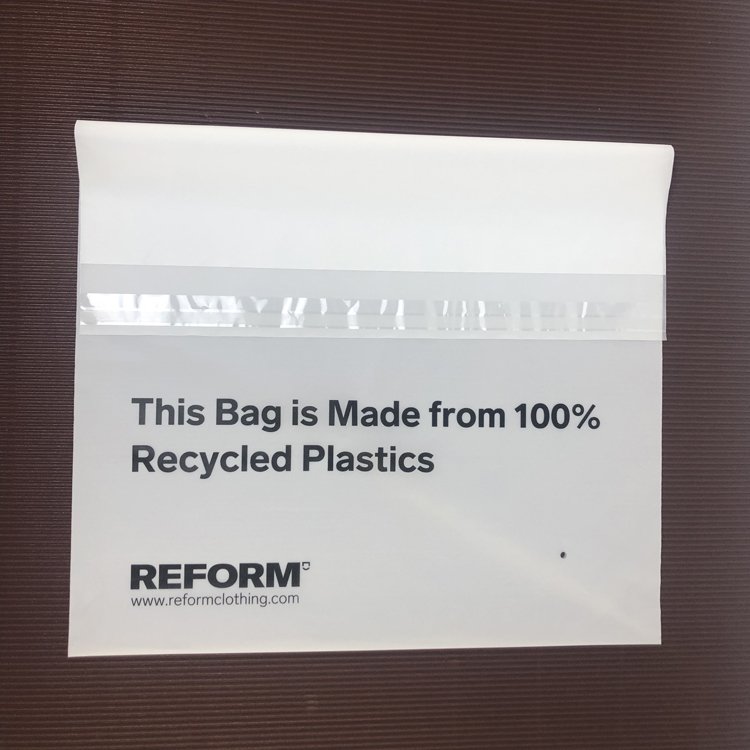 This Bag is Made from 100%
Recycled Plastics
REFORM
www.reformclothing.com